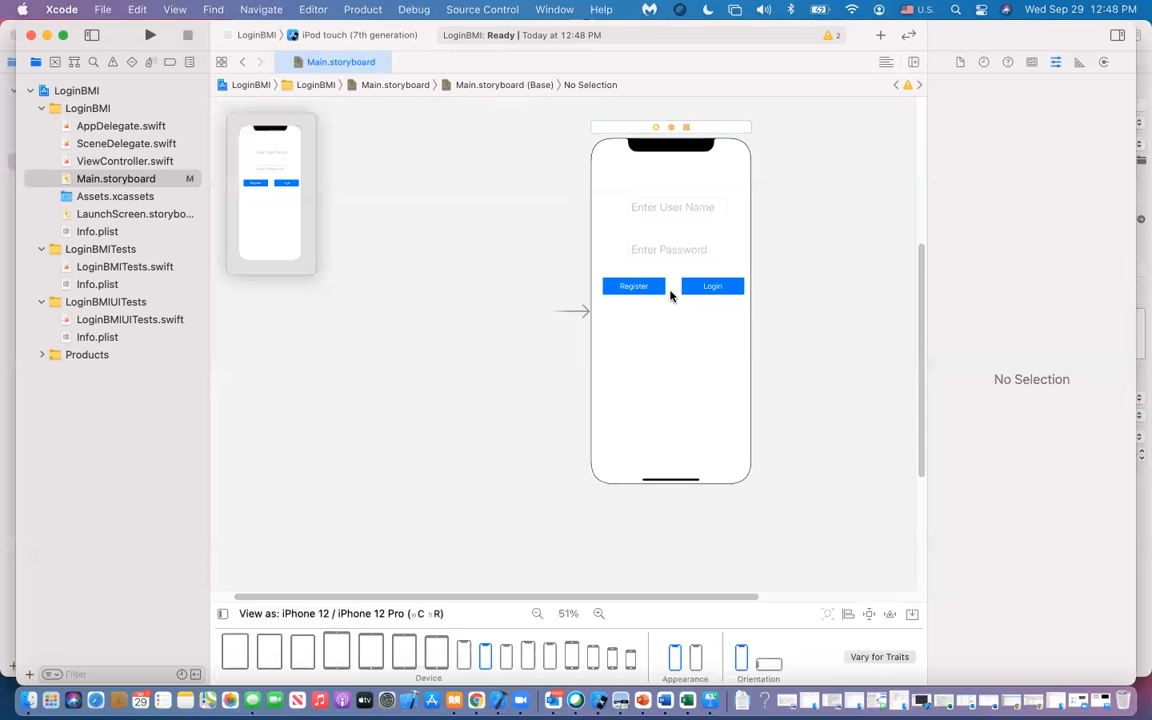 Xcode File Edit View Find Navigate Editor Product Debug Source Control Window Help U.S. Wed Sep 29 12:48 PM
LoginBMI iPod touch (7th generation) LoginBMI: Ready | Today at 12:48 PM 2
Main.storyboard
LoginBMI LoginBMI Main.storyboard Main.storyboard (Base) No Selection
LoginBMI
LoginBMI
AppDelegate.swift
SceneDelegate.swift
ViewController.swift
Main.storyboard M
Assets.xcassets
LaunchScreen.storybo...
Info.plist
LoginBMITests
LoginBMITests.swift
Info.plist
LoginBMIUITests
LoginBMIUITests.swift
Info.plist
Products
Enter User Name
Enter Password
Register Login
No Selection
View as: iPhone 12 / iPhone 12 Pro (wC hR) 51%
Vary for Traits
Device Appearance Orientation
Filter